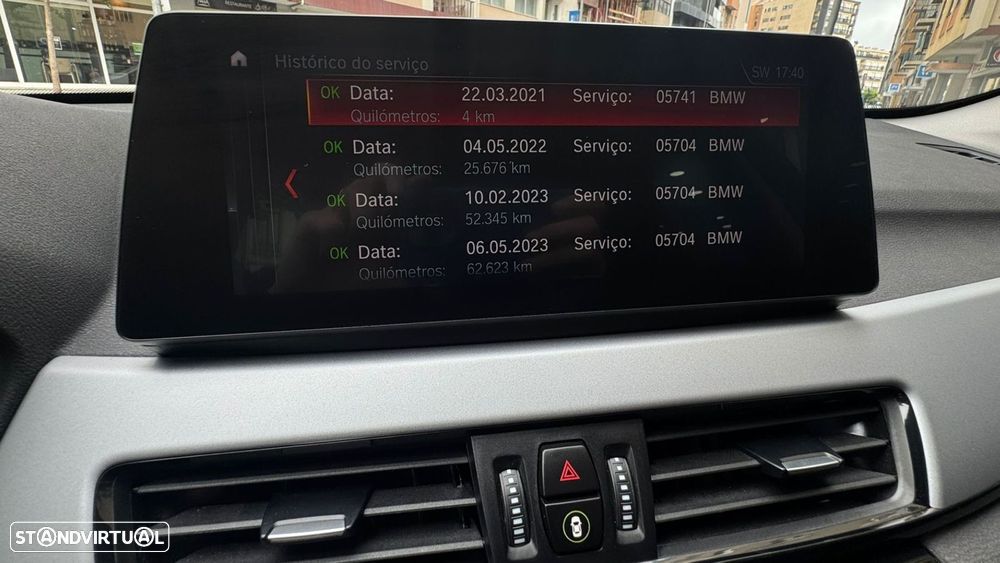 Histórico do serviço
SW 17:40
OK Data: 22.03.2021 Serviço: 05741 BMW
Quilómetros: 4 km
OK Data: 04.05.2022 Serviço: 05704 BMW
Quilómetros: 25.676 km
OK Data: 10.02.2023 Serviço: 05704 BMW
Quilómetros: 52.345 km
OK Data: 06.05.2023 Serviço: 05704 BMW
Quilómetros: 62.623 km
STANDVIRTUAL